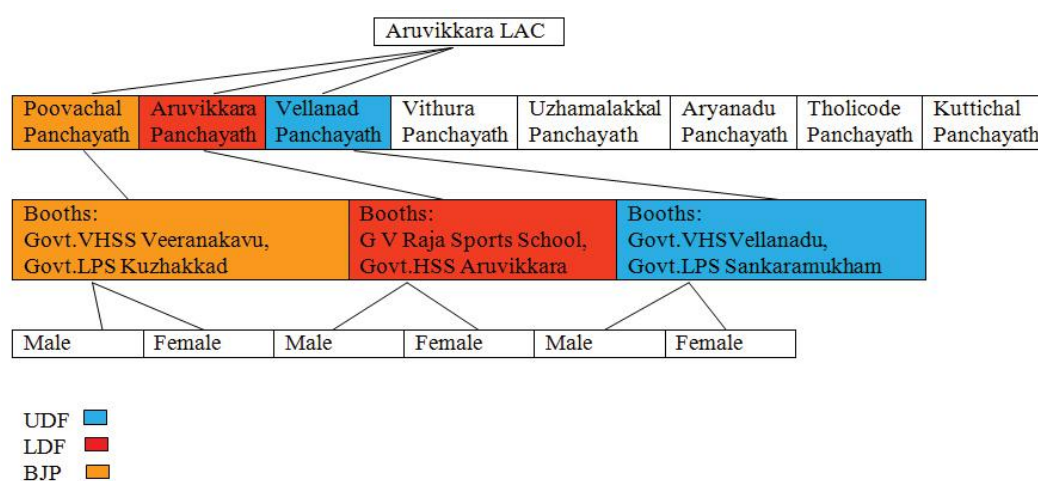 Aruvikkara LAC
Poovachal Panchayath
Aruvikkara Panchayath
Vellanad Panchayath
Vithura Panchayath
Uzhamalakkal Panchayath
Aryanadu Panchayath
Tholicode Panchayath
Kuttichal Panchayath
Booths:
Govt.VHSS Veeranakavu,
Govt.LPS Kuzhakkad
Booths:
G V Raja Sports School,
Govt.HSS Aruvikkara
Booths:
Govt.VHSVellanadu,
Govt.LPS Sankaramukham
Male
Female
Male
Female
Male
Female
UDF
LDF
BJP